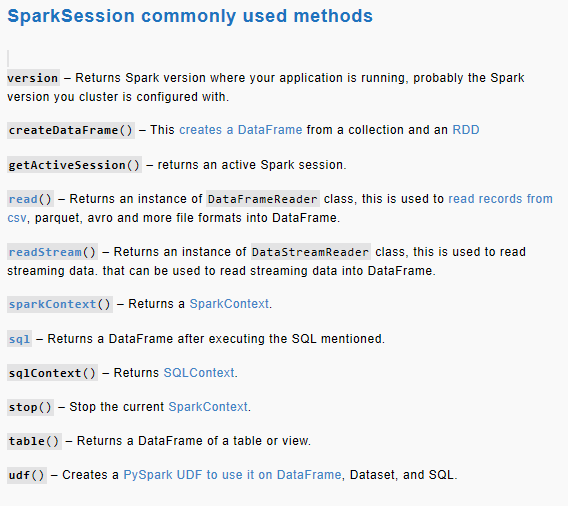 SparkSession commonly used methods
version – Returns Spark version where your application is running, probably the Spark
version you cluster is configured with.
createDataFrame() – This creates a DataFrame from a collection and an RDD
getActiveSession() – returns an active Spark session.
read() – Returns an instance of DataFrameReader class, this is used to read records from
csv, parquet, avro and more file formats into DataFrame.
readStream() – Returns an instance of DataStreamReader class, this is used to read
streaming data. that can be used to read streaming data into DataFrame.
sparkContext() – Returns a SparkContext.
sql – Returns a DataFrame after executing the SQL mentioned.
sqlContext() – Returns SQLContext.
stop() – Stop the current SparkContext.
table() – Returns a DataFrame of a table or view.
udf() – Creates a PySpark UDF to use it on DataFrame, Dataset, and SQL.